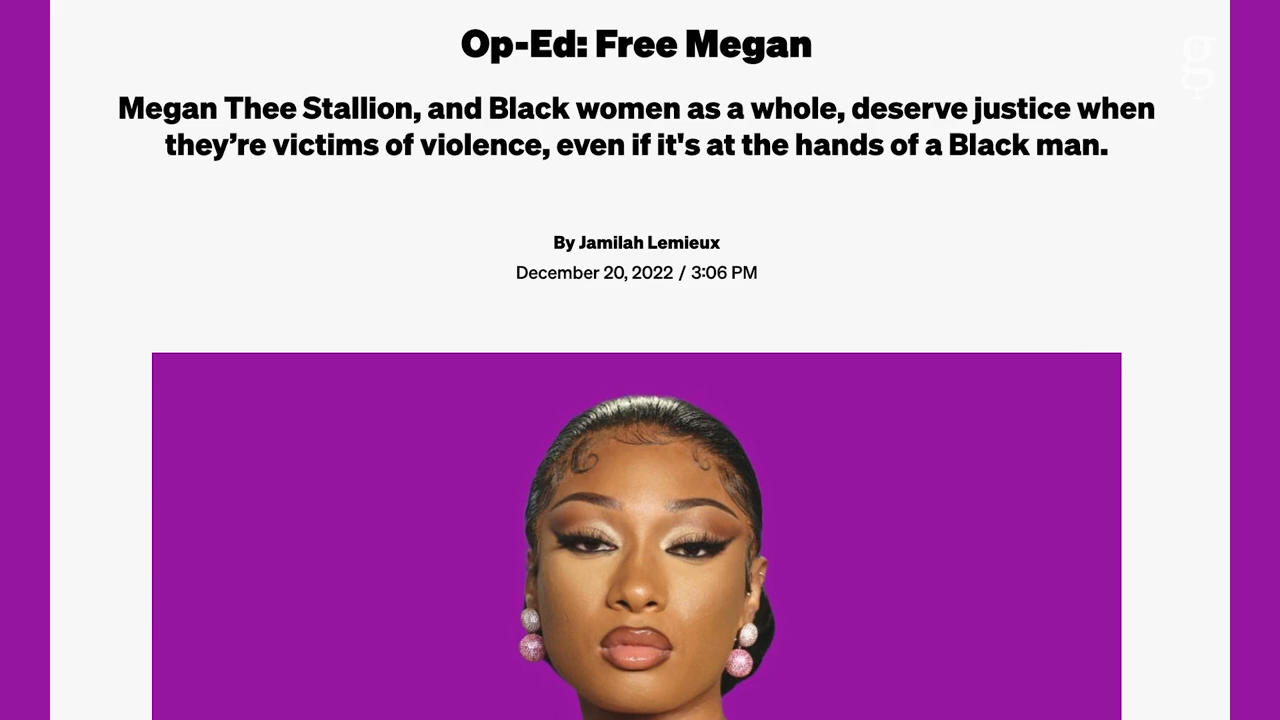 Op-Ed: Free Megan
Megan Thee Stallion, and Black women as a whole, deserve justice when
they’re victims of violence, even if it's at the hands of a Black man.
By Jamilah Lemieux
December 20, 2022 / 3:06 PM